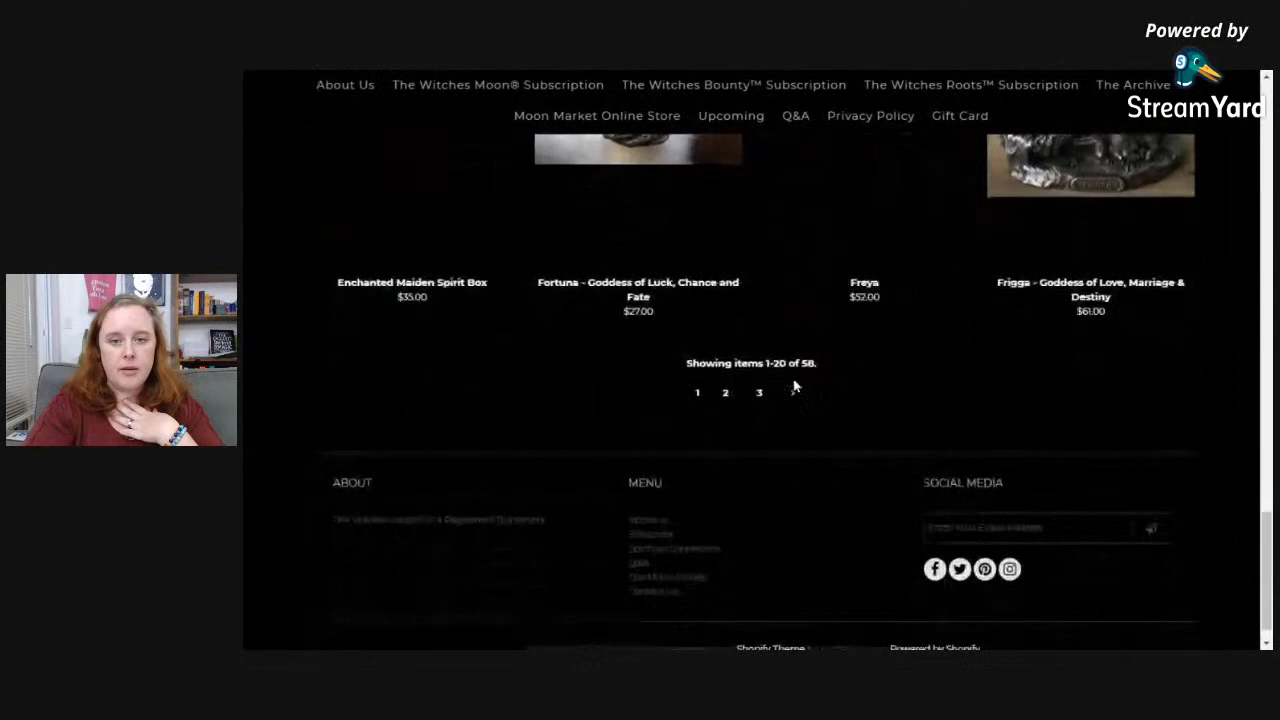 Powered by
StreamYard
About Us The Witches Moon® Subscription The Witches Bounty™ Subscription The Witches Roots™ Subscription The Archive
Moon Market Online Store Upcoming Q&A Privacy Policy Gift Card
Enchanted Maiden Spirit Box
$35.00
Fortuna - Goddess of Luck, Chance and
Fate
$27.00
Freya
$52.00
Frigga - Goddess of Love, Marriage &
Destiny
$61.00
Showing items 1-20 of 58.
1 2 3 >
ABOUT
MENU
SOCIAL MEDIA
Shopify Theme
Powered by Shopify